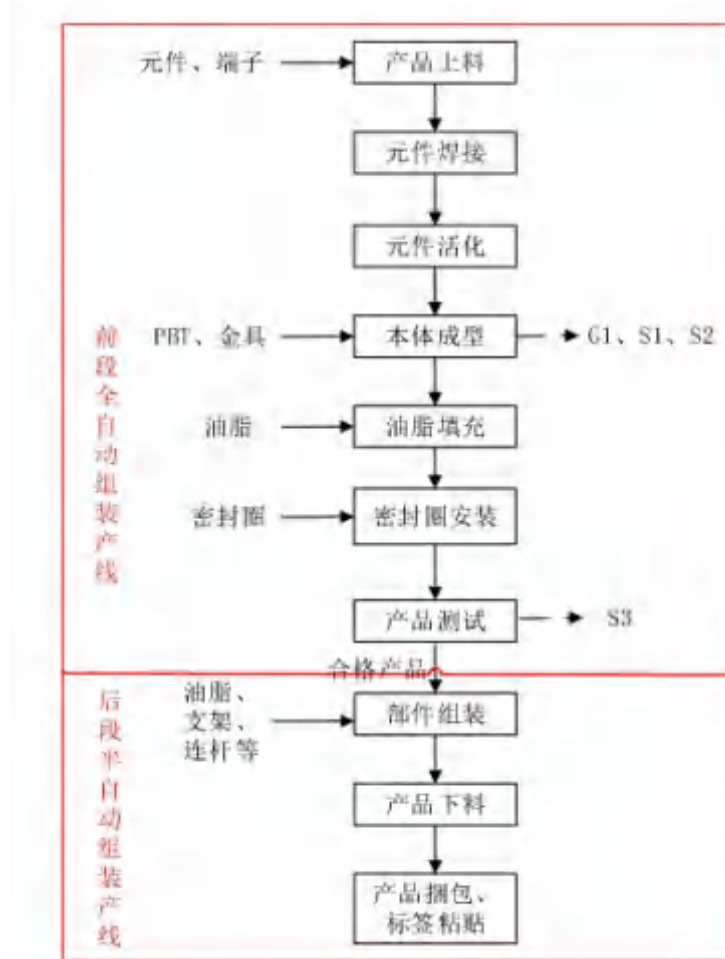 元件、端子
产品上料
元件焊接
元件活化
PBT、金具
本体成型
G1、S1、S2
油脂
油脂填充
密封圈
密封圈安装
产品测试
S3
前段全自动组装产线
合格产品
油脂、
支架、
连杆等
部件组装
产品下料
产品捆包、
标签粘贴
后段半自动组装产线